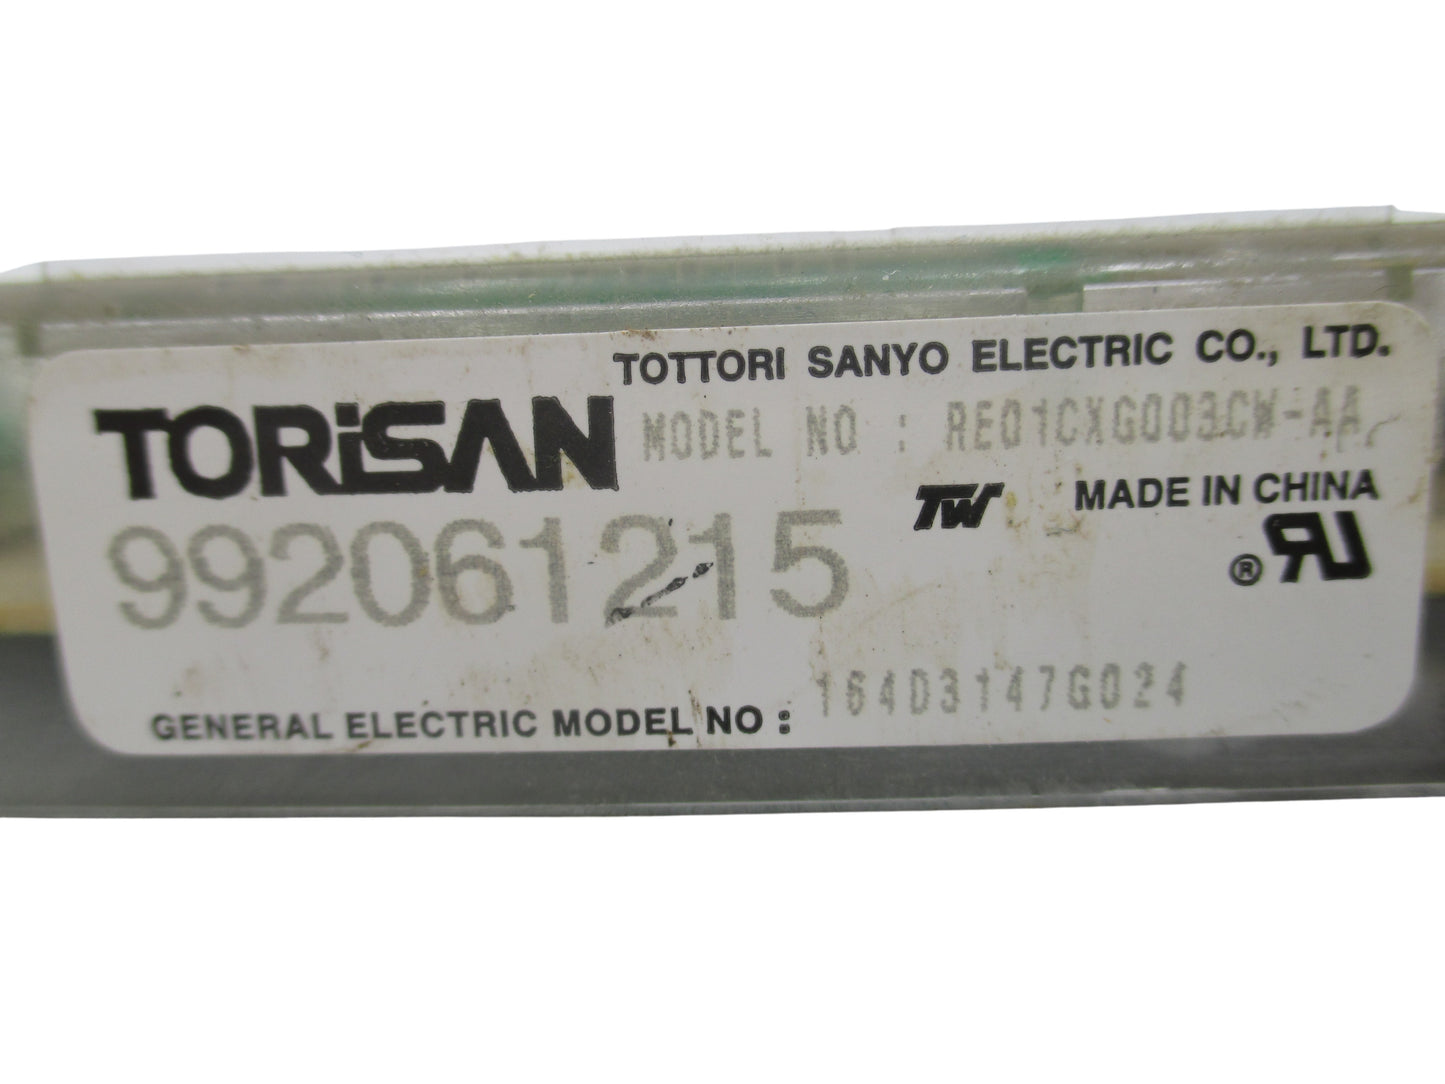 TOTTORI SANYO ELECTRIC CO., LTD.
TORiSAN
MODEL NO : RE01CXG003CW-AA
TW MADE IN CHINA
992061215
® RU
GENERAL ELECTRIC MODEL NO : 164D3147G024